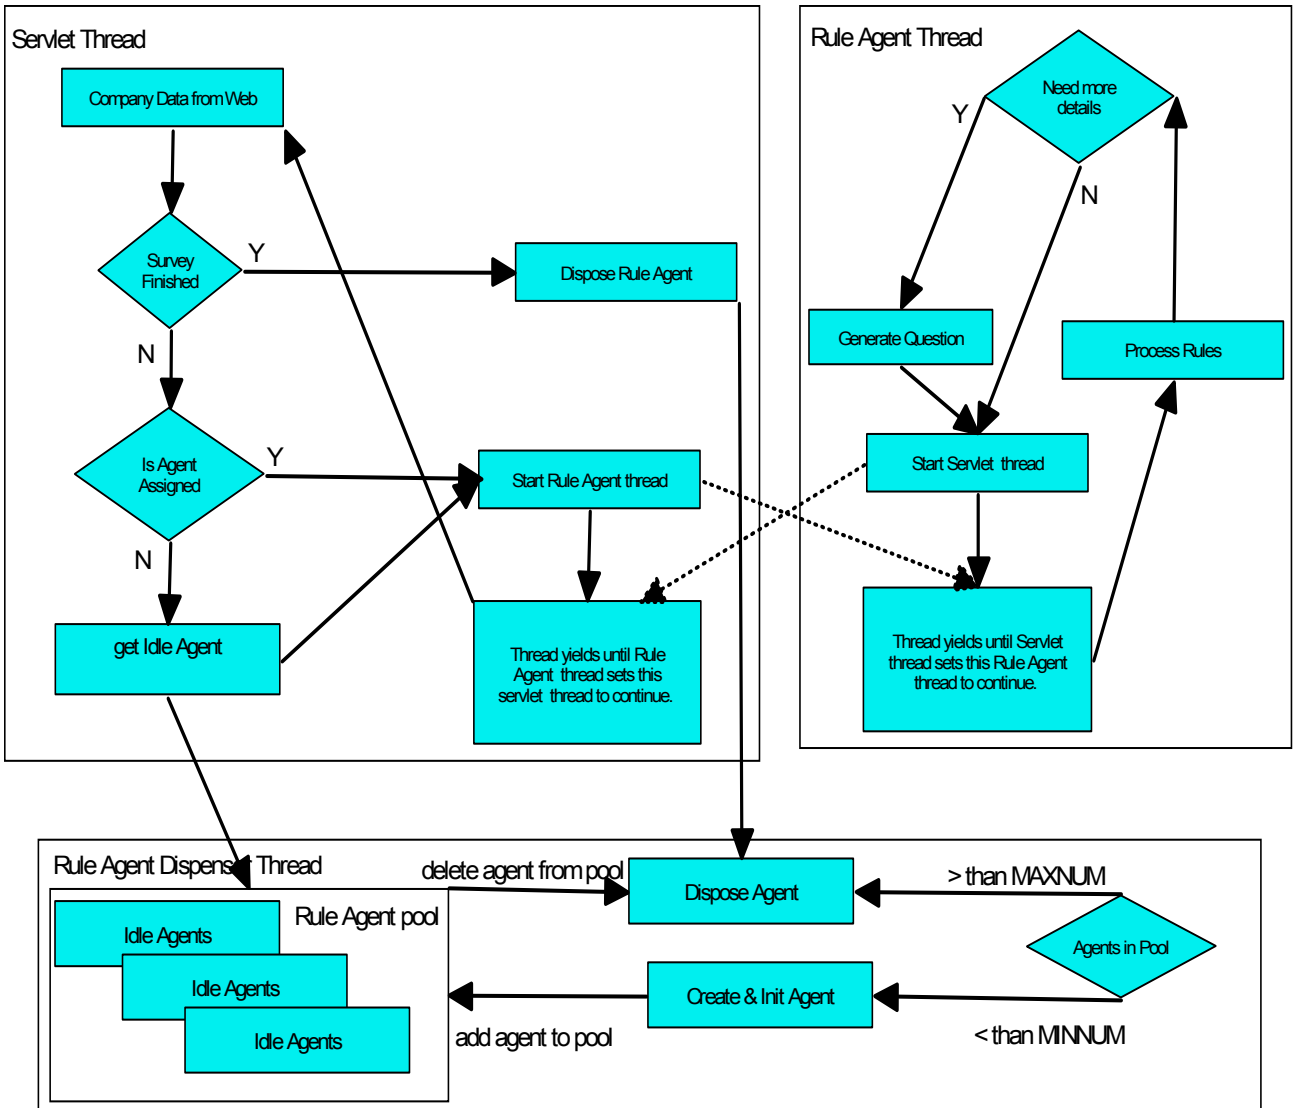 Servlet Thread
Company Data from Web
Survey
Finished
Y
N
Dispose Rule Agent
Is Agent
Assigned
Y
N
Start Rule Agent thread
get Idle Agent
Thread yields until Rule
Agent thread sets this
servlet thread to continue.
Rule Agent Thread
Need more
details
Y
N
Generate Question
Process Rules
Start Servlet thread
Thread yields until Servlet
thread sets this Rule Agent
thread to continue.
Rule Agent Dispenser Thread
Rule Agent pool
Idle Agents
Idle Agents
Idle Agents
delete agent from pool
Dispose Agent
> than MAXNUM
Agents in Pool
Create & Init Agent
add agent to pool
< than MINNUM